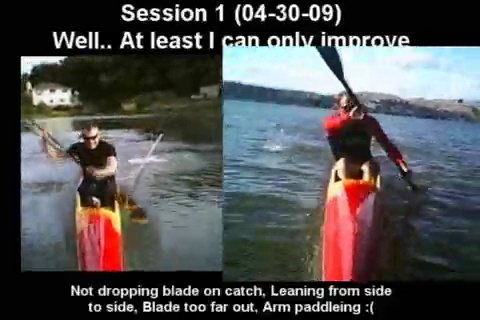 Session 1 (04-30-09)
Well.. At least I can only improve
Not dropping blade on catch, Leaning from side
to side, Blade too far out, Arm paddleing :(